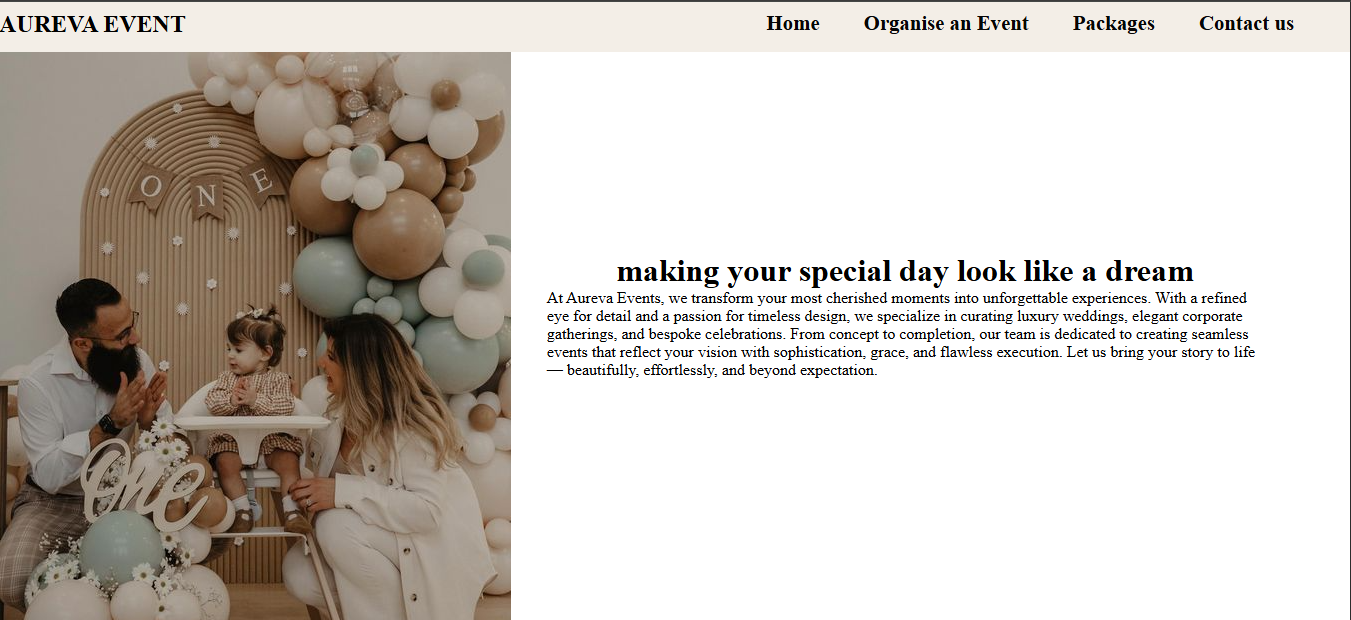 AUREVA EVENT
Home Organise an Event Packages Contact us
O N E
making your special day look like a dream
At Aureva Events, we transform your most cherished moments into unforgettable experiences. With a refined
eye for detail and a passion for timeless design, we specialize in curating luxury weddings, elegant corporate
gatherings, and bespoke celebrations. From concept to completion, our team is dedicated to creating seamless
events that reflect your vision with sophistication, grace, and flawless execution. Let us bring your story to life
— beautifully, effortlessly, and beyond expectation.
One